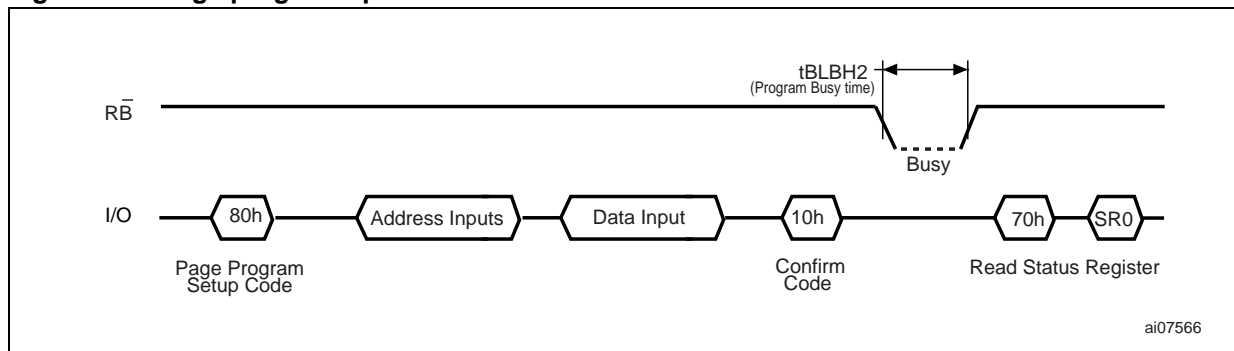 tBLBH2
(Program Busy time)
RB̅
Busy
I/O
80h
Address Inputs
Data Input
10h
70h
SR0
Page Program
Setup Code
Confirm
Code
Read Status Register
ai07566